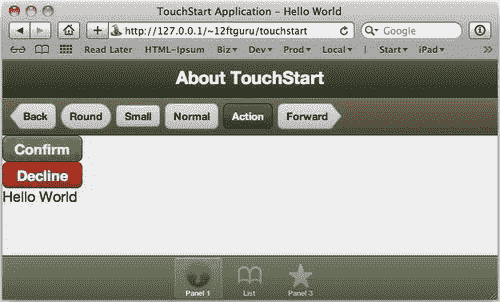 TouchStart Application – Hello World
http://127.0.0.1/~12ftguru/touchstart
Google
Read Later HTML-Ipsum Biz Dev Prod Local Start iPad
About TouchStart
Back Round Small Normal Action Forward
Confirm
Decline
Hello World
Panel 1 List Panel 3